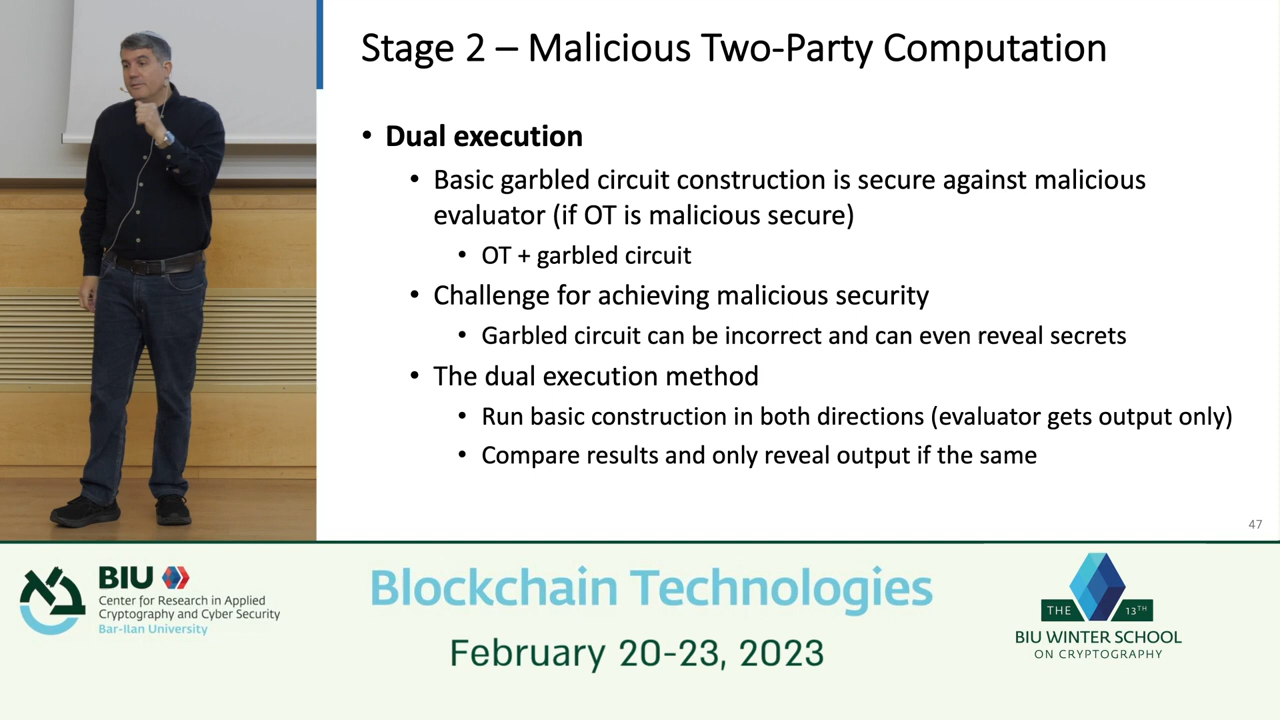 Stage 2 – Malicious Two-Party Computation
• Dual execution
• Basic garbled circuit construction is secure against malicious
evaluator (if OT is malicious secure)
• OT + garbled circuit
• Challenge for achieving malicious security
• Garbled circuit can be incorrect and can even reveal secrets
• The dual execution method
• Run basic construction in both directions (evaluator gets output only)
• Compare results and only reveal output if the same
47
BIU
Center for Research in Applied
Cryptography and Cyber Security
Bar-Ilan University
Blockchain Technologies
February 20-23, 2023
THE 13TH
BIU WINTER SCHOOL
ON CRYPTOGRAPHY